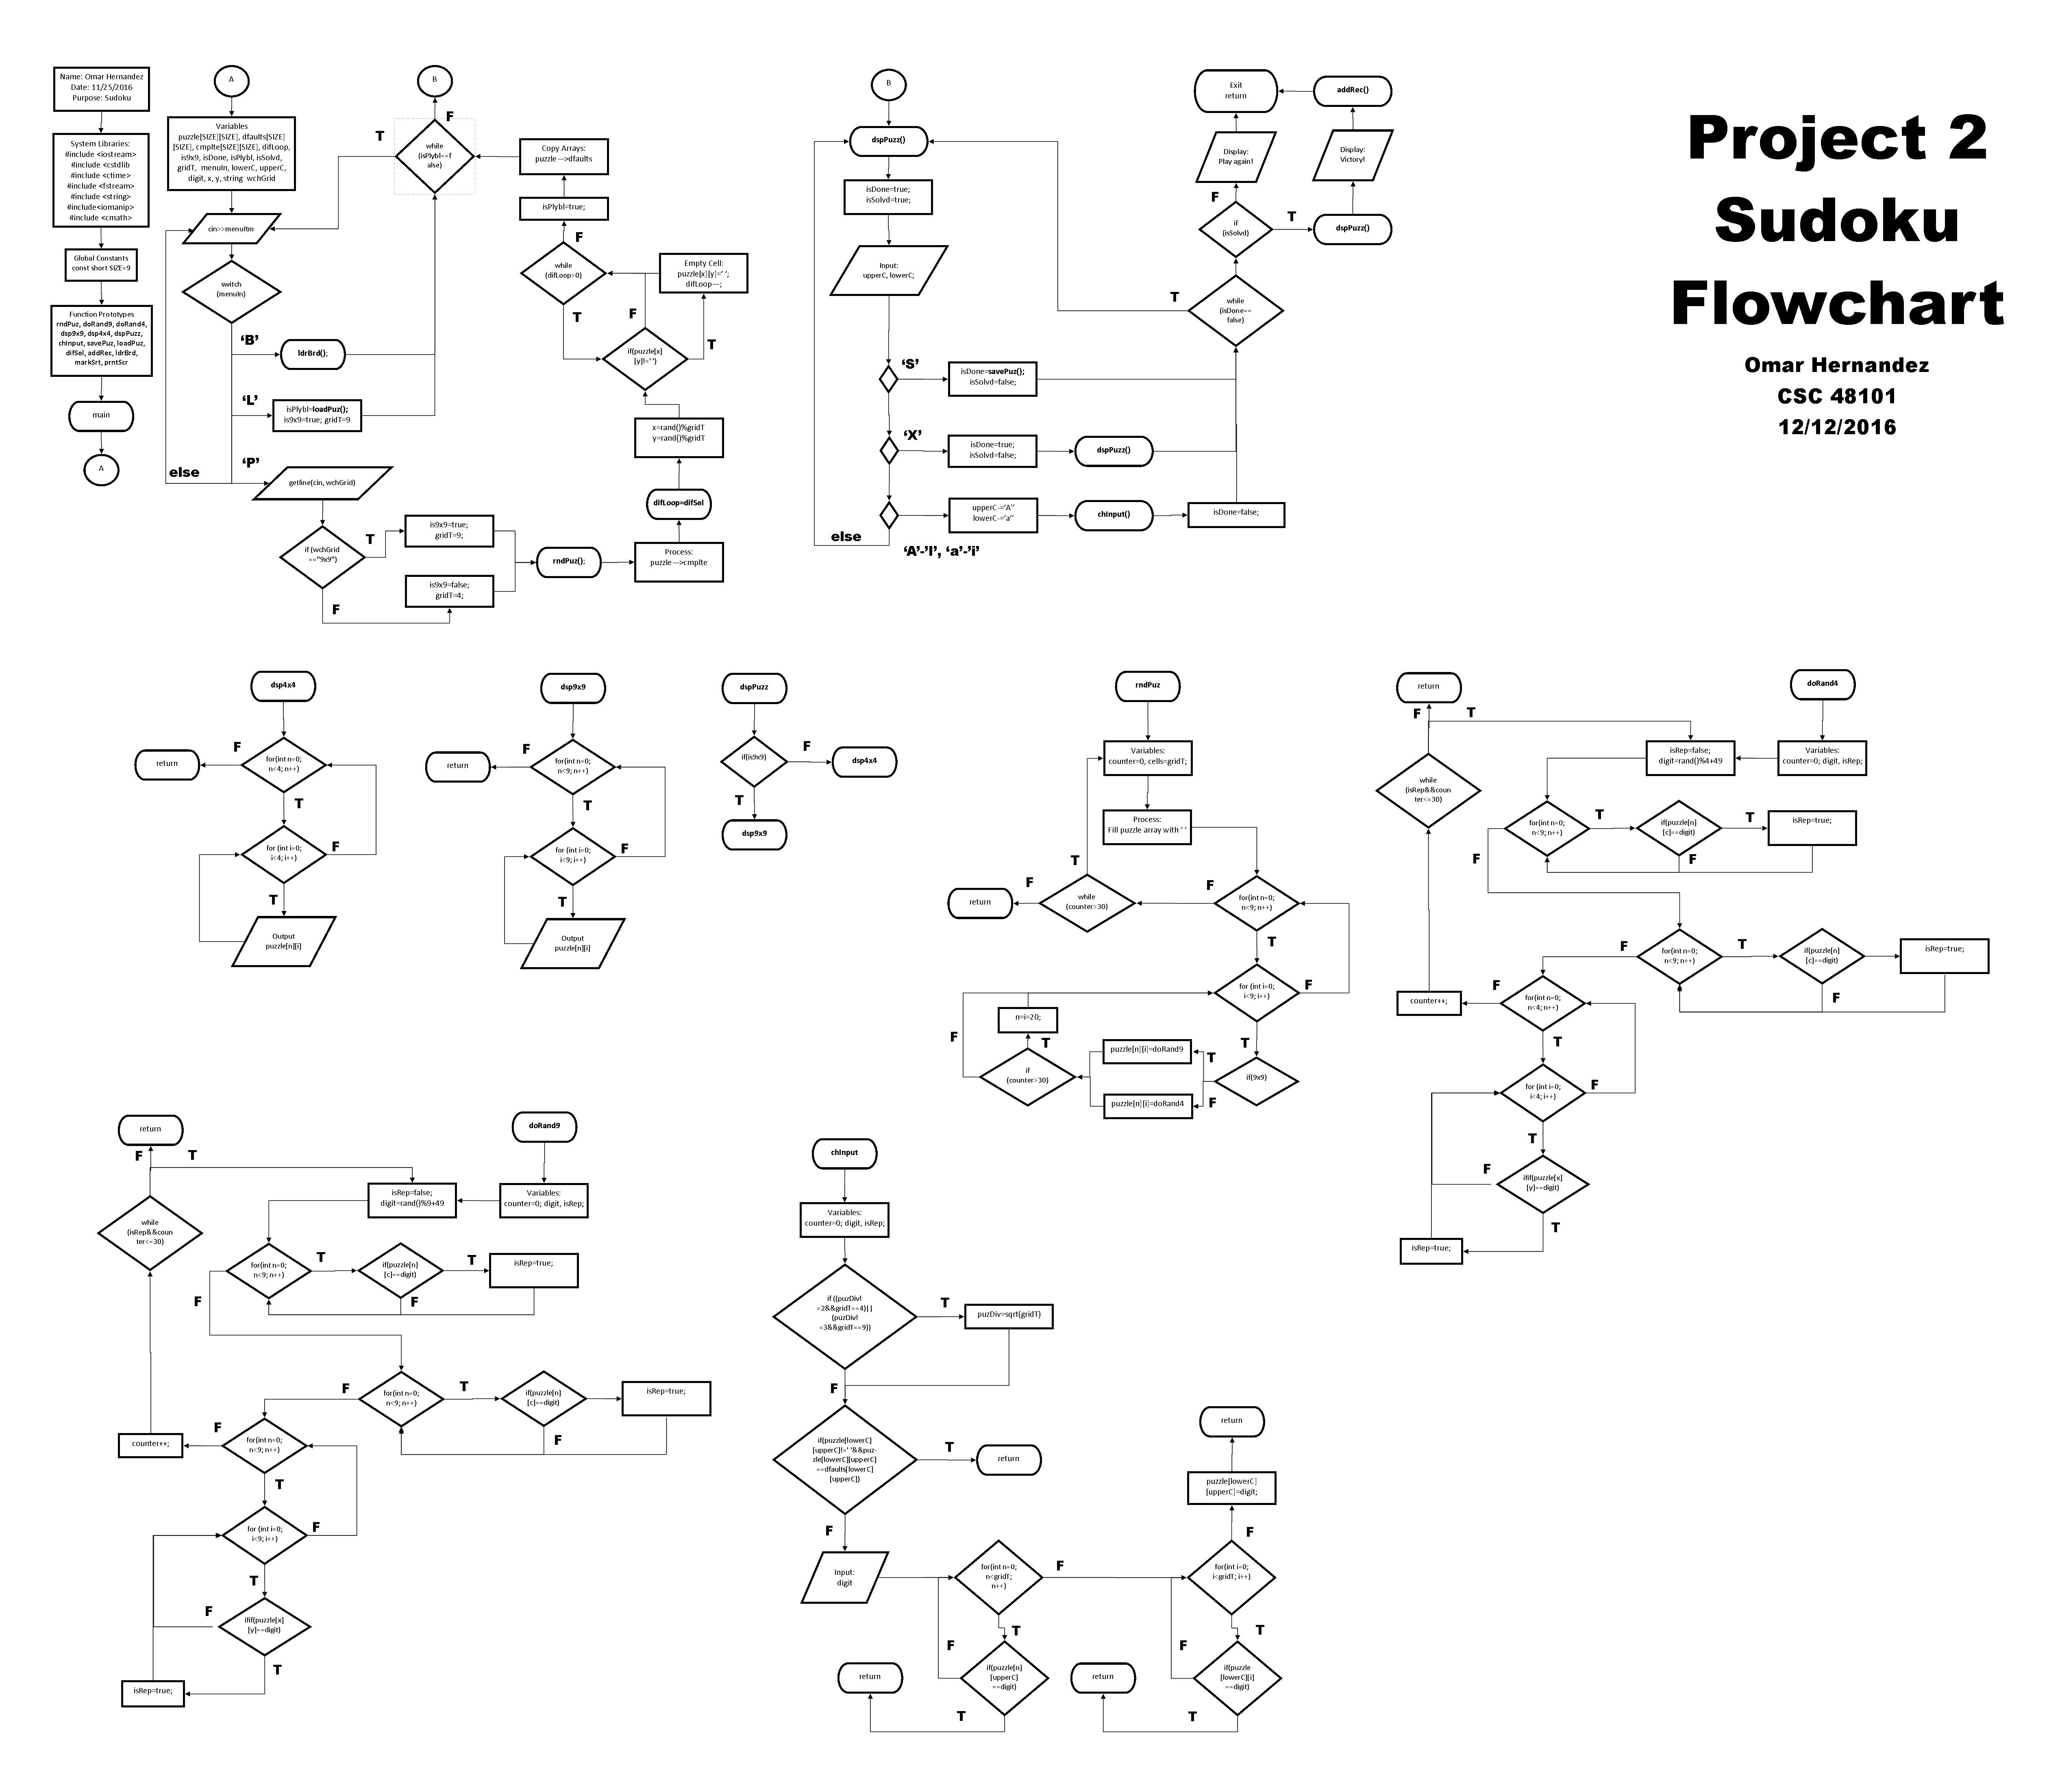 Project 2
Sudoku
Flowchart
Omar Hernandez
CSC 48101
12/12/2016
Name: Omar Hernandez
Date: 11/25/2016
Purpose: Sudoku
System Libraries:
#include <iostream>
#include <cstdlib
#include <ctime>
#include <fstream>
#include <string>
#include<iomanip>
#include <cmath>
Global Constants
const short SIZE=9
Function Prototypes
rndPuz, doRand9, doRand4,
dsp9x9, dsp4x4, dspPuzz,
chInput, savePuz, loadPuz,
difSel, addRec, ldrBrd,
markSrt, prntScr
main
A
A
Variables
puzzle[SIZE][SIZE], dfaults[SIZE]
[SIZE], cmplte[SIZE][SIZE], difLoop,
is9x9, isDone, isPlybl, isSolvd,
gridT, menuIn, lowerC, upperC,
digit, x, y, string wchGrid
cin>>menuItm
switch
(menuIn)
‘B’
ldrBrd();
‘L’
isPlybl=loadPuz();
is9x9=true; gridT=9
‘P’
else
getline(cin, wchGrid)
if (wchGrid
=="9x9")
T
is9x9=true;
gridT=9;
F
is9x9=false;
gridT=4;
rndPuz();
Process:
puzzle—>cmplte
difLoop=difSel
x=rand()%gridT
y=rand()%gridT
if(puzzle[x]
[y]!=' ')
T
F
Empty Cell:
puzzle[x][y]=' ';
difLoop—;
while
(difLoop>0)
T
F
isPlybl=true;
Copy Arrays:
puzzle—>dfaults
while
(isPlybl==f
alse)
T
F
B
B
dspPuzz()
isDone=true;
isSolvd=true;
Input:
upperC, lowerC;
‘S’
isDone=savePuz();
isSolvd=false;
‘X’
isDone=true;
isSolvd=false;
dspPuzz()
upperC-=‘A’’
lowerC-=‘a’’
chInput()
isDone=false;
else
‘A’-’I’, ‘a’-’i’
while
(isDone==
false)
T
if
(isSolvd)
F
T
Display:
Play again!
Exit
return
dspPuzz()
Display:
Victory!
addRec()
dsp4x4
for(int n=0;
n<4; n++)
F
return
T
for (int i=0;
i<4; i++)
F
T
Output
puzzle[n][i]
dsp9x9
for(int n=0;
n<9; n++)
F
return
T
for (int i=0;
i<9; i++)
F
T
Output
puzzle[n][i]
dspPuzz
if(is9x9)
F
dsp4x4
T
dsp9x9
rndPuz
Variables:
counter=0, cells=gridT;
Process:
Fill puzzle array with ‘ ‘
for(int n=0;
n<9; n++)
F
while
(counter>30)
T
F
return
T
for (int i=0;
i<9; i++)
F
T
if(9x9)
T
puzzle[n][i]=doRand9
F
puzzle[n][i]=doRand4
if
(counter>30)
T
n=i=20;
F
doRand4
Variables:
counter=0; digit, isRep;
isRep=false;
digit=rand()%4+49
for(int n=0;
n<9; n++)
T
if(puzzle[n]
[c]==digit)
T
isRep=true;
F
F
for(int n=0;
n<9; n++)
T
if(puzzle[n]
[c]==digit)
isRep=true;
F
F
for(int n=0;
n<4; n++)
F
counter++;
T
for (int i=0;
i<4; i++)
F
T
ifif(puzzle[x]
[y]==digit)
F
T
isRep=true;
while
(isRep&&coun
ter<=30)
F
T
return
doRand9
Variables:
counter=0; digit, isRep;
isRep=false;
digit=rand()%9+49
for(int n=0;
n<9; n++)
T
if(puzzle[n]
[c]==digit)
T
isRep=true;
F
F
for(int n=0;
n<9; n++)
T
if(puzzle[n]
[c]==digit)
isRep=true;
F
F
for(int n=0;
n<9; n++)
F
counter++;
T
for (int i=0;
i<9; i++)
F
T
ifif(puzzle[x]
[y]==digit)
F
T
isRep=true;
while
(isRep&&coun
ter<=30)
F
T
return
chInput
Variables:
counter=0; digit, isRep;
if ((puzDiv!
=2&&gridT==4)||
(puzDiv!
=3&&gridT==9))
T
puzDiv=sqrt(gridT)
F
if(puzzle[lowerC]
[upperC]!=' '&&puz-
zle[lowerC][upperC]
==dfaults[lowerC]
[upperC])
T
return
F
Input:
digit
for(int n=0;
n<gridT;
n++)
F
T
if(puzzle[n]
[upperC]
==digit)
F
T
return
for(int i=0;
i<gridT; i++)
F
puzzle[lowerC]
[upperC]=digit;
return
T
if(puzzle
[lowerC][i]
==digit)
F
T
return